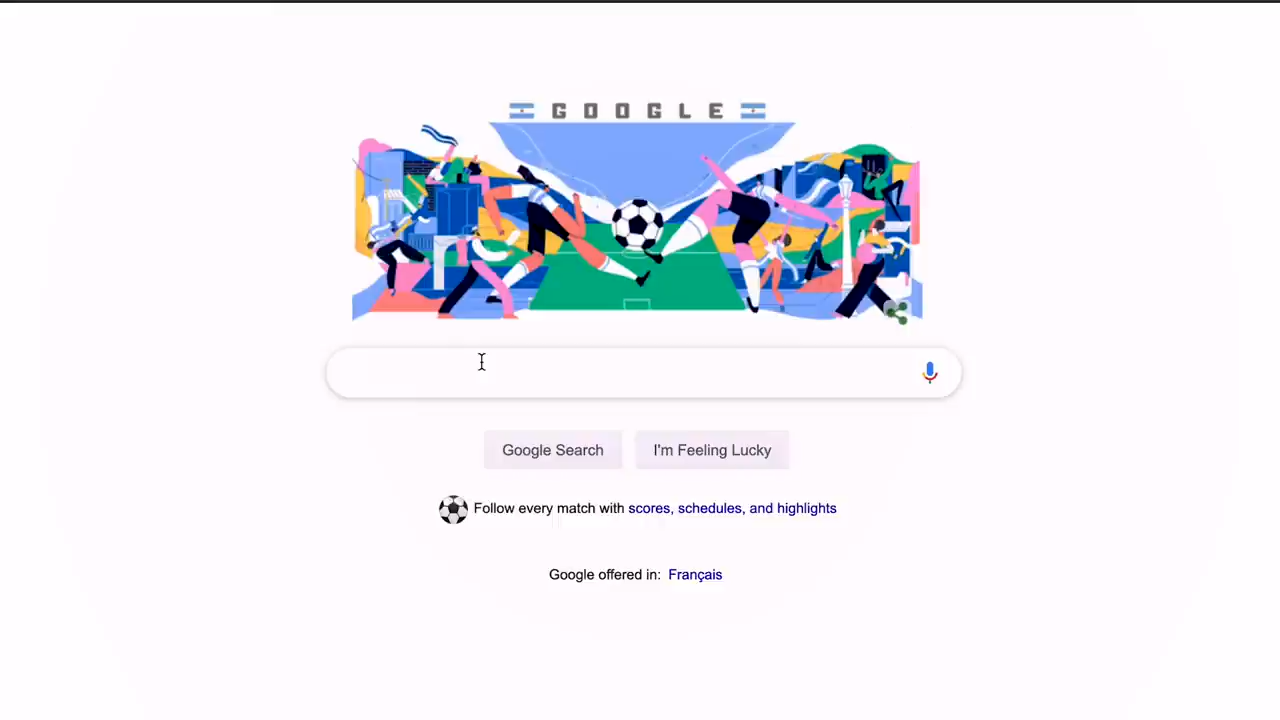 GOOGLE
Google Search
I'm Feeling Lucky
Follow every match with scores, schedules, and highlights
Google offered in: Français